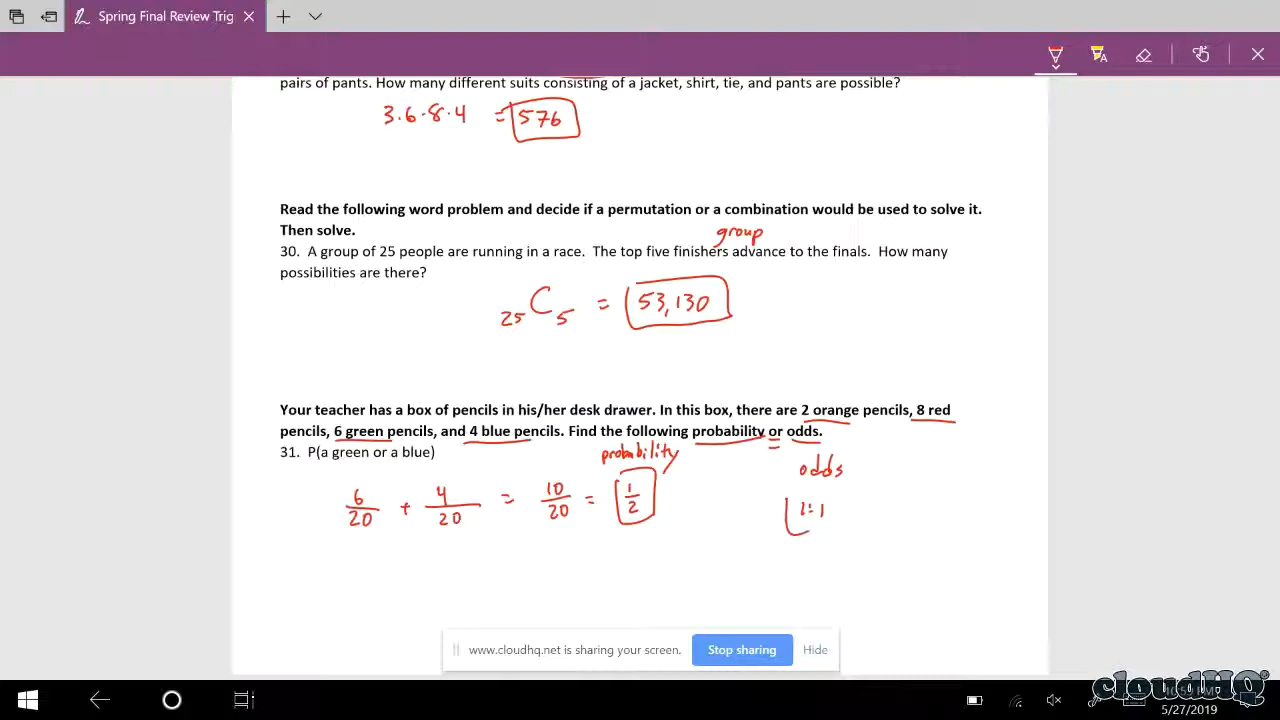 Spring Final Review Trig
pairs of pants. How many different suits consisting of a jacket, shirt, tie, and pants are possible?
3·6·8·4 = 576
Read the following word problem and decide if a permutation or a combination would be used to solve it.
Then solve.
group
30. A group of 25 people are running in a race. The top five finishers advance to the finals. How many
possibilities are there?
25 C 5 = 53,130
Your teacher has a box of pencils in his/her desk drawer. In this box, there are 2 orange pencils, 8 red
pencils, 6 green pencils, and 4 blue pencils. Find the following probability or odds.
31. P(a green or a blue)
probability
odds
6/20 + 4/20 = 10/20 = 1/2
1:1
www.cloudhq.net is sharing your screen. Stop sharing Hide
cloudHQ
5/27/2019